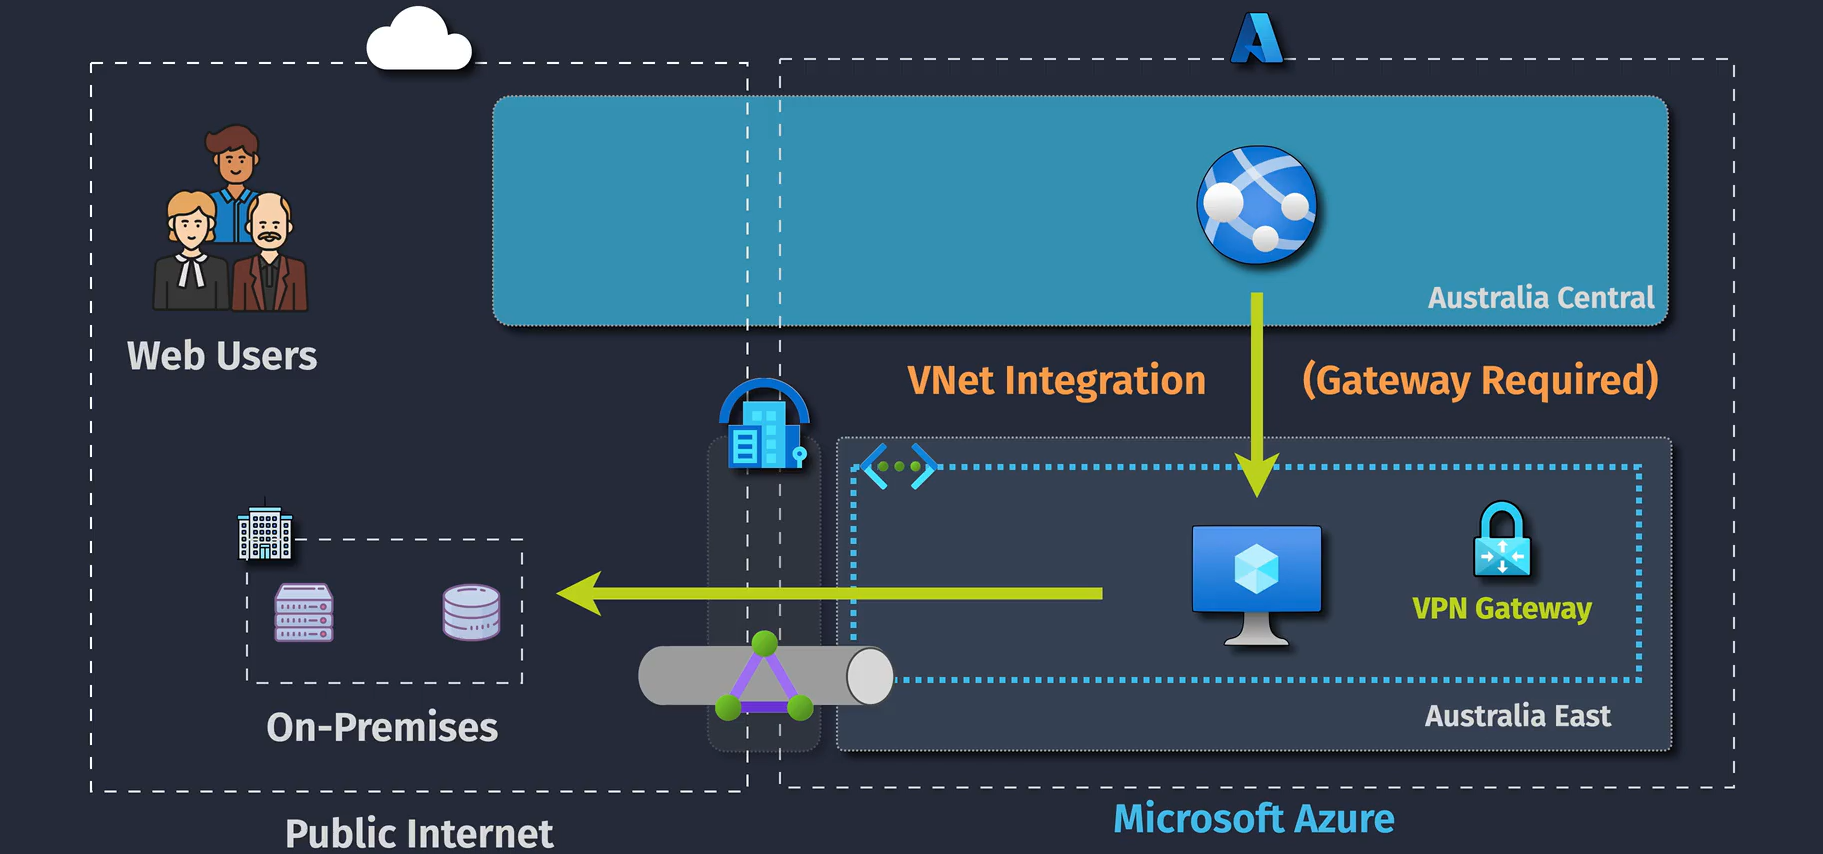 Australia Central
Web Users
VNet Integration (Gateway Required)
VPN Gateway
Australia East
On-Premises
Microsoft Azure
Public Internet